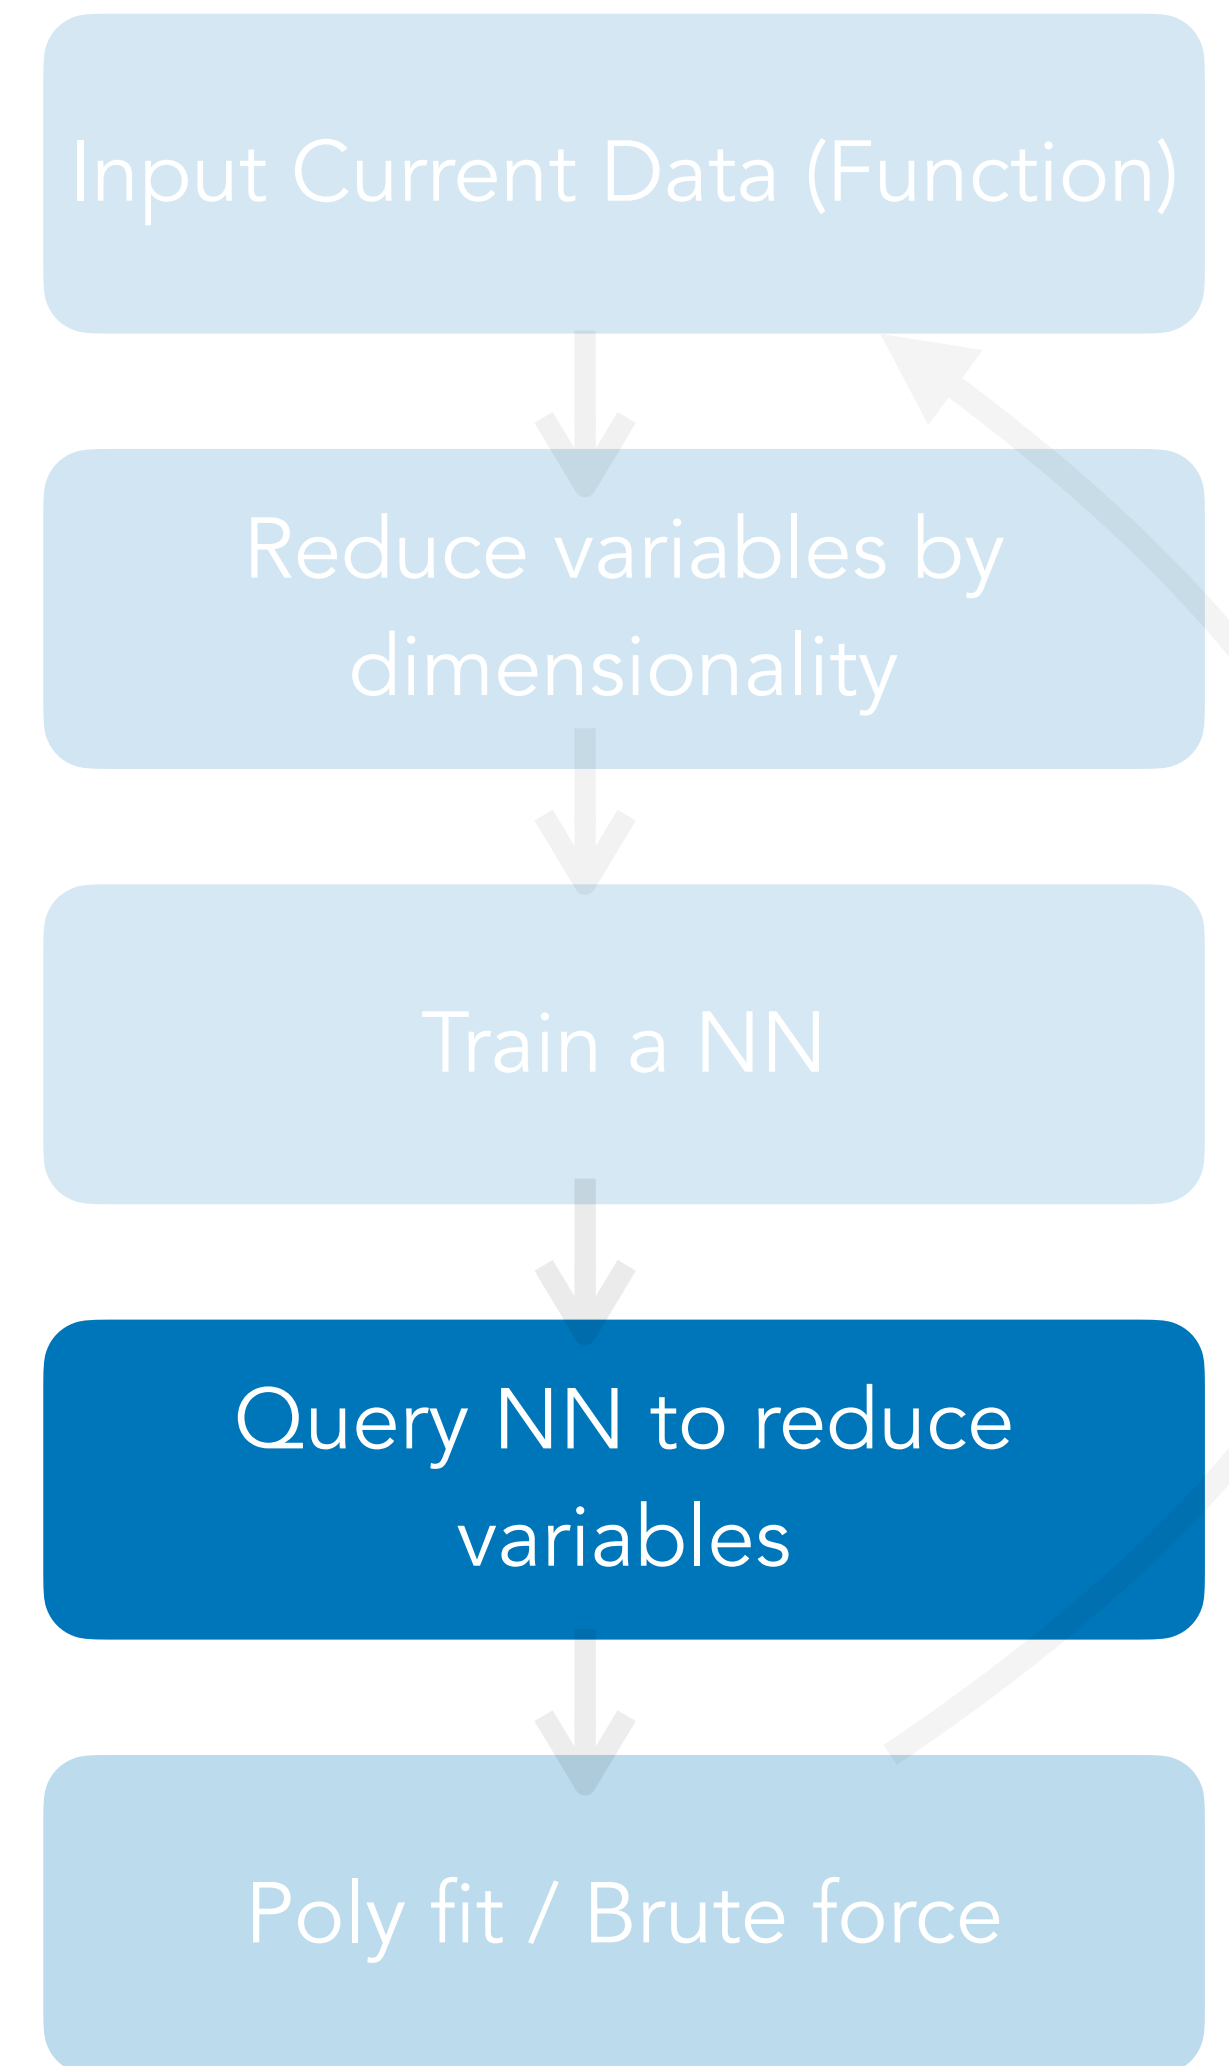 Input Current Data (Function)
Reduce variables by
dimensionality
Train a NN
Query NN to reduce
variables
Poly fit / Brute force